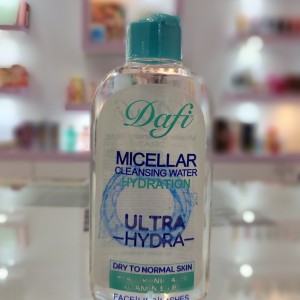 Dafi
MICELLAR
CLEANSING WATER
HYDRATION
ULTRA
-HYDRA-
DRY TO NORMAL SKIN